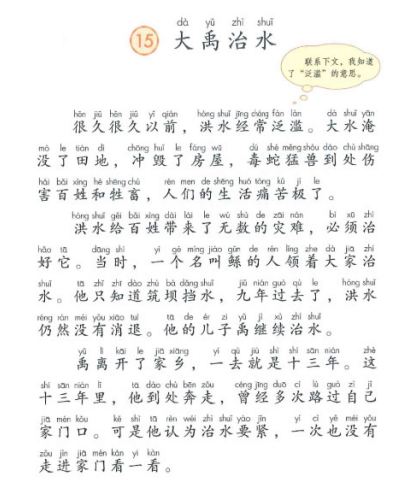 dà yǔ zhì shuǐ
15 大禹治水
联系下文,我知道
了“泛滥”的意思。
hěn jiǔ hěn jiǔ yǐ qián hóng shuǐ jīng cháng fàn làn dà shuǐ yān
很久很久以前,洪水经常泛滥。大水淹
mò le tián dì chōng huǐ le fáng wū dú shé měng shòu dào chù shāng
没了田地,冲毁了房屋,毒蛇猛兽到处伤
hài bǎi xìng hé shēng chù rén men de shēng huó tòng kǔ jí le
害百姓和牲畜,人们的生活痛苦极了。
hóng shuǐ gěi bǎi xìng dài lái le wú shù de zāi nàn bì xū zhì
洪水给百姓带来了无数的灾难,必须治
hǎo tā dāng shí yí gè míng jiào gǔn de rén lǐng zhe dà jiā zhì
好它。当时,一个名叫鲧的人领着大家治
shuǐ tā zhǐ zhī dào zhù bà dǎng shuǐ jiǔ nián guò qù le hóng shuǐ
水。他只知道筑坝挡水,九年过去了,洪水
réng rán méi yǒu xiāo tuì tā de ér zi yǔ jì xù zhì shuǐ
仍然没有消退。他的儿子禹继续治水。
yǔ lí kāi le jiā xiāng yí qù jiù shì shí sān nián zhè
禹离开了家乡,一去就是十三年。这
shí sān nián lǐ tā dào chù bēn zǒu céng jīng duō cì lù guò zì jǐ
十三年里,他到处奔走,曾经多次路过自己
jiā mén kǒu kě shì tā rèn wéi zhì shuǐ yào jǐn yí cì yě méi yǒu
家门口。可是他认为治水要紧,一次也没有
zǒu jìn jiā mén kàn yí kàn
走进家门看一看。